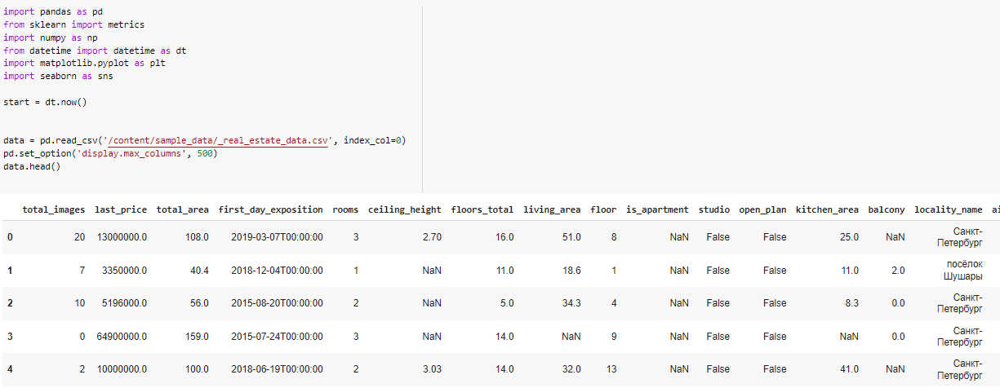 import pandas as pd
from sklearn import metrics
import numpy as np
from datetime import datetime as dt
import matplotlib.pyplot as plt
import seaborn as sns
start = dt.now()
data = pd.read_csv('/content/sample_data/_real_estate_data.csv', index_col=0)
pd.set_option('display.max_columns', 500)
data.head()
total_images last_price total_area first_day_exposition rooms ceiling_height floors_total living_area floor is_apartment studio open_plan kitchen_area balcony locality_name ai
0 20 13000000.0 108.0 2019-03-07T00:00:00 3 2.70 16.0 51.0 8 NaN False False 25.0 NaN Санкт-
Петербург
1 7 3350000.0 40.4 2018-12-04T00:00:00 1 NaN 11.0 18.6 1 NaN False False 11.0 2.0 посёлок
Шушары
2 10 5196000.0 56.0 2015-08-20T00:00:00 2 NaN 5.0 34.3 4 NaN False False 8.3 0.0 Санкт-
Петербург
3 0 64900000.0 159.0 2015-07-24T00:00:00 3 NaN 14.0 NaN 9 NaN False False NaN 0.0 Санкт-
Петербург
4 2 10000000.0 100.0 2018-06-19T00:00:00 2 3.03 14.0 32.0 13 NaN False False 41.0 NaN Санкт-
Петербург